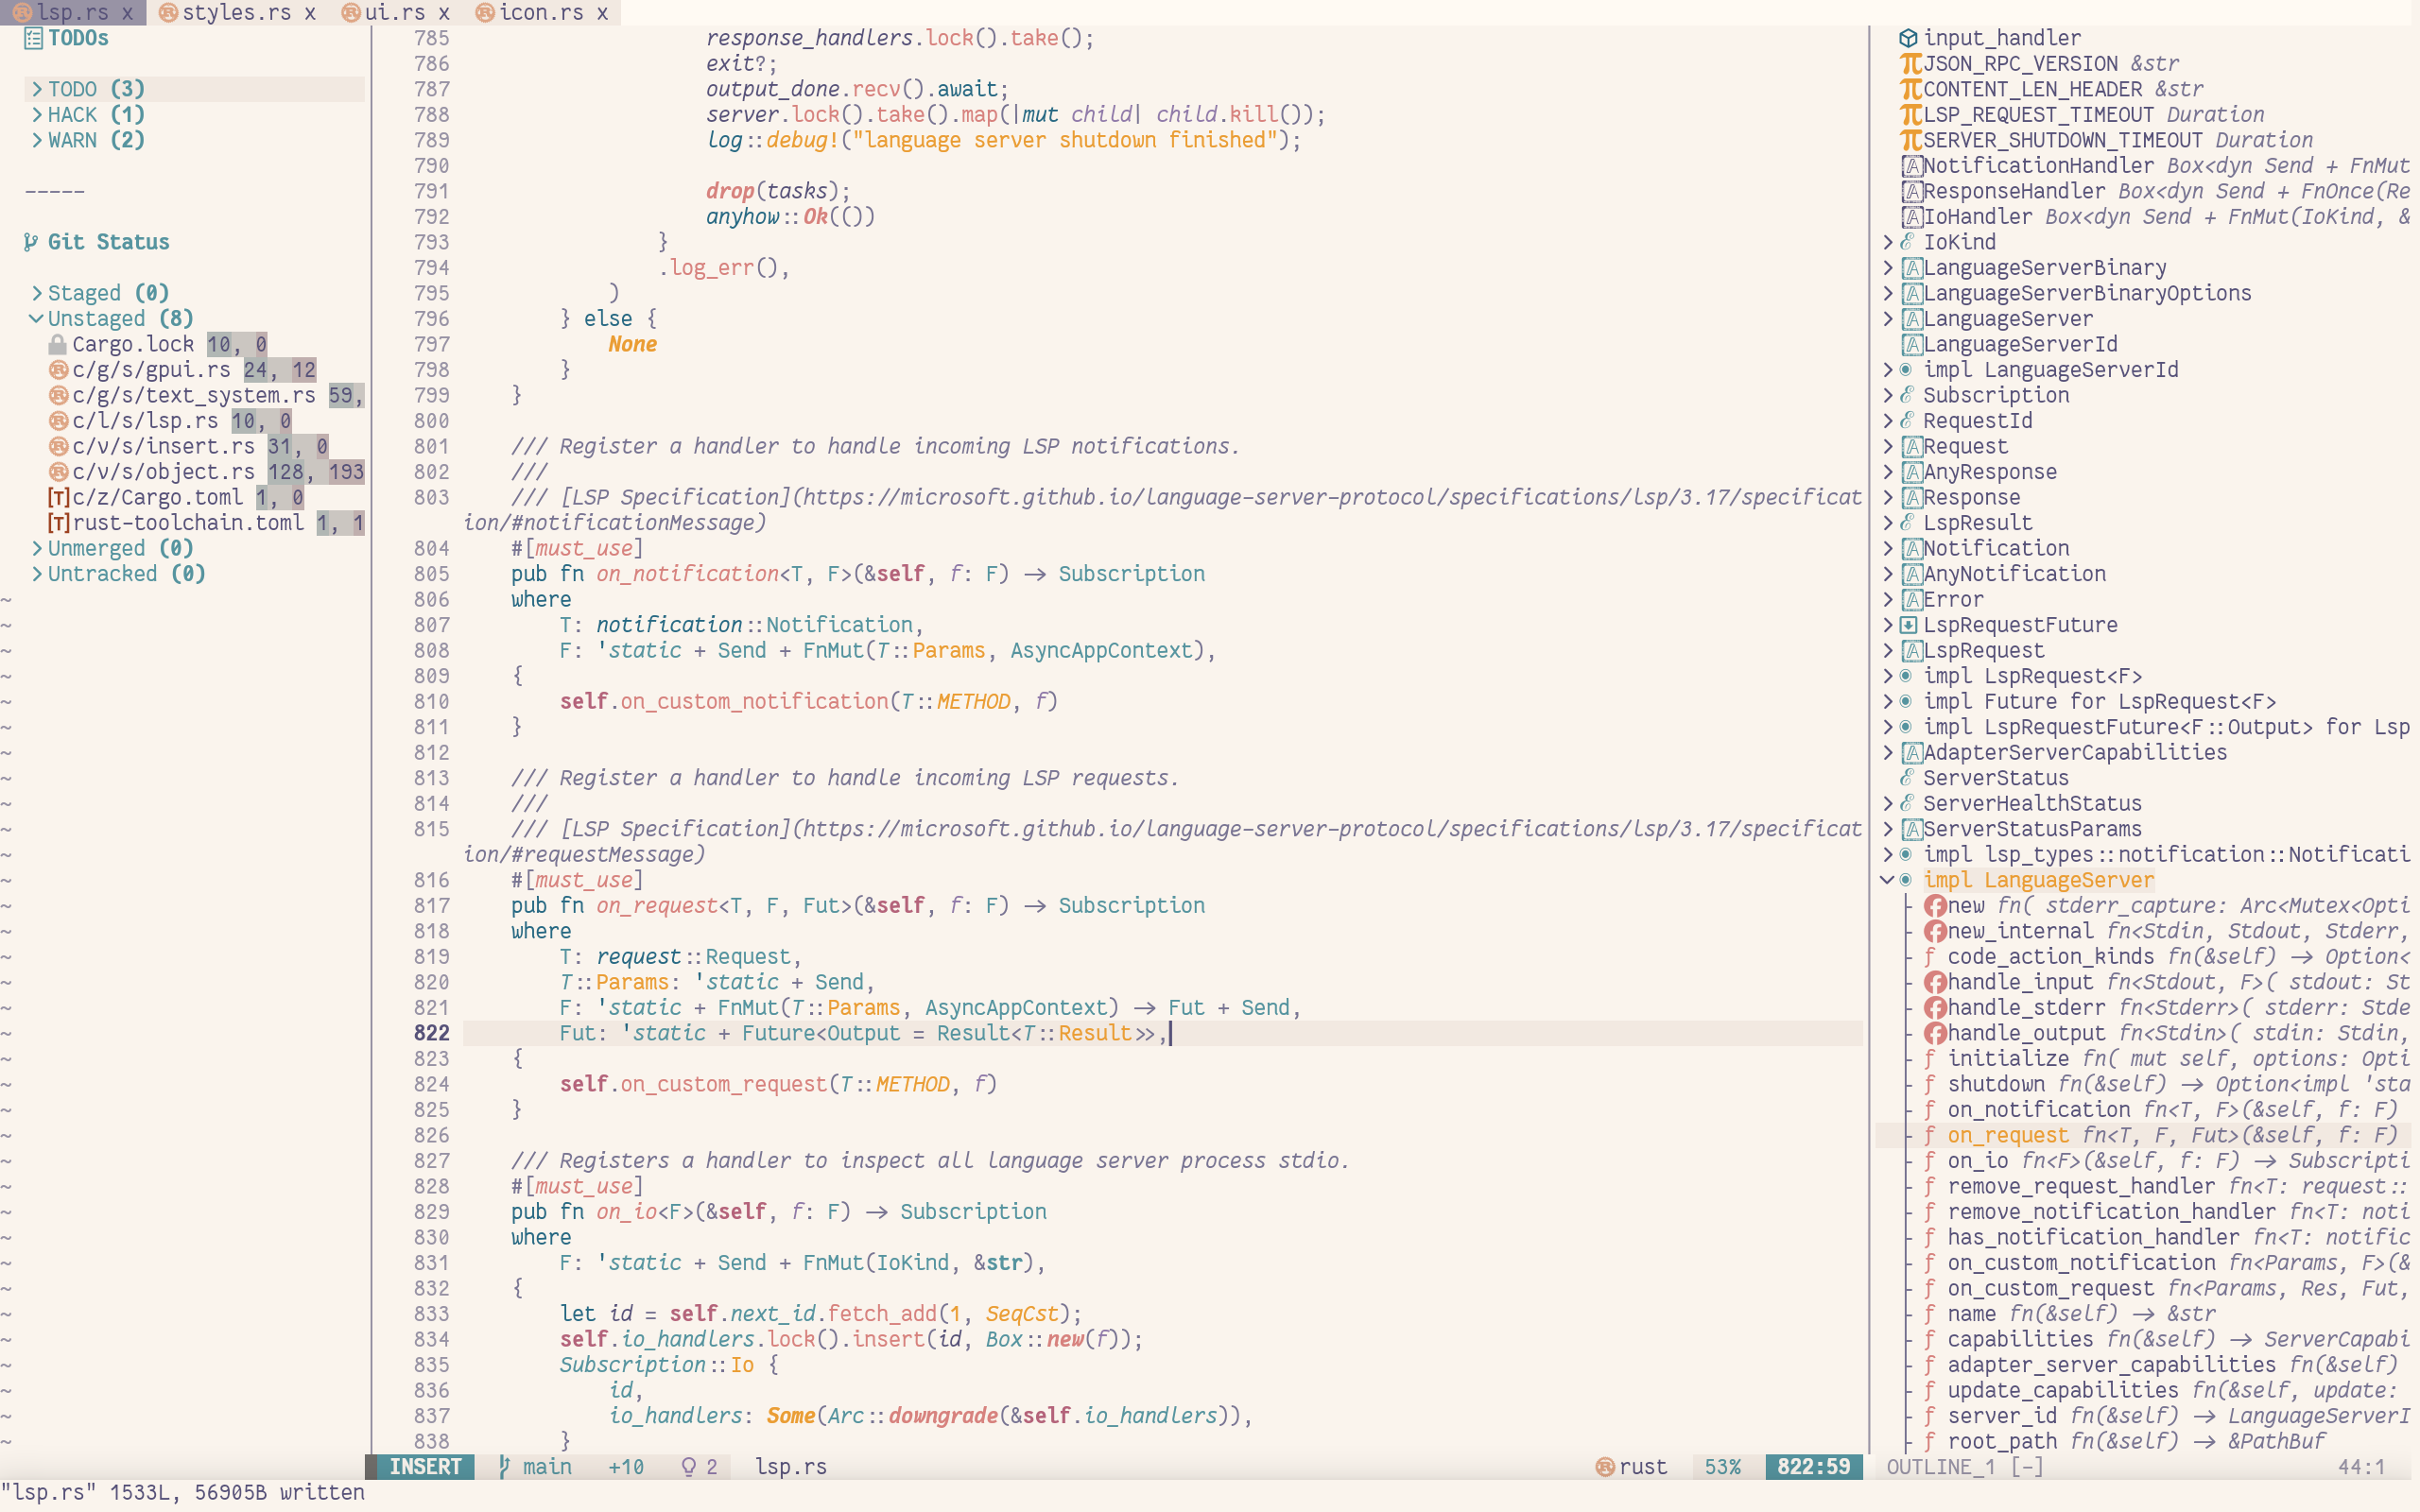 lsp.rs x  styles.rs x  ui.rs x  icon.rs x
TODOs
TODO (3)
HACK (1)
WARN (2)
-----
Git Status
Staged (0)
Unstaged (8)
Cargo.lock 10, 0
c/g/s/gpui.rs 24, 12
c/g/s/text_system.rs 59,
c/l/s/lsp.rs 10, 0
c/v/s/insert.rs 31, 0
c/v/s/object.rs 128, 193
[T]c/z/Cargo.toml 1, 0
[T]rust-toolchain.toml 1, 1
Unmerged (0)
Untracked (0)
785                     response_handlers.lock().take();
786                     exit?;
787                     output_done.recv().await;
788                     server.lock().take().map(|mut child| child.kill());
789                     log::debug!("language server shutdown finished");
790
791                     drop(tasks);
792                     anyhow::Ok(())
793                 }
794                 .log_err(),
795             )
796         } else {
797             None
798         }
799     }
800
801     /// Register a handler to handle incoming LSP notifications.
802     ///
803     /// [LSP Specification](https://microsoft.github.io/language-server-protocol/specifications/lsp/3.17/specificat
ion/#notificationMessage)
804     #[must_use]
805     pub fn on_notification<T, F>(&self, f: F) -> Subscription
806     where
807         T: notification::Notification,
808         F: 'static + Send + FnMut(T::Params, AsyncAppContext),
809     {
810         self.on_custom_notification(T::METHOD, f)
811     }
812
813     /// Register a handler to handle incoming LSP requests.
814     ///
815     /// [LSP Specification](https://microsoft.github.io/language-server-protocol/specifications/lsp/3.17/specificat
ion/#requestMessage)
816     #[must_use]
817     pub fn on_request<T, F, Fut>(&self, f: F) -> Subscription
818     where
819         T: request::Request,
820         T::Params: 'static + Send,
821         F: 'static + FnMut(T::Params, AsyncAppContext) -> Fut + Send,
822         Fut: 'static + Future<Output = Result<T::Result>>,
823     {
824         self.on_custom_request(T::METHOD, f)
825     }
826
827     /// Registers a handler to inspect all language server process stdio.
828     #[must_use]
829     pub fn on_io<F>(&self, f: F) -> Subscription
830     where
831         F: 'static + Send + FnMut(IoKind, &str),
832     {
833         let id = self.next_id.fetch_add(1, SeqCst);
834         self.io_handlers.lock().insert(id, Box::new(f));
835         Subscription::Io {
836             id,
837             io_handlers: Some(Arc::downgrade(&self.io_handlers)),
838         }
input_handler
JSON_RPC_VERSION &str
CONTENT_LEN_HEADER &str
LSP_REQUEST_TIMEOUT Duration
SERVER_SHUTDOWN_TIMEOUT Duration
NotificationHandler Box<dyn Send + FnMut
ResponseHandler Box<dyn Send + FnOnce(Re
IoHandler Box<dyn Send + FnMut(IoKind, &
IoKind
LanguageServerBinary
LanguageServerBinaryOptions
LanguageServer
LanguageServerId
impl LanguageServerId
Subscription
RequestId
Request
AnyResponse
Response
LspResult
Notification
AnyNotification
Error
LspRequestFuture
LspRequest
impl LspRequest<F>
impl Future for LspRequest<F>
impl LspRequestFuture<F::Output> for Lsp
AdapterServerCapabilities
ServerStatus
ServerHealthStatus
ServerStatusParams
impl lsp_types::notification::Notificati
impl LanguageServer
new fn( stderr_capture: Arc<Mutex<Opti
new_internal fn<Stdin, Stdout, Stderr,
code_action_kinds fn(&self) -> Option<
handle_input fn<Stdout, F>( stdout: St
handle_stderr fn<Stderr>( stderr: Stde
handle_output fn<Stdin>( stdin: Stdin,
initialize fn( mut self, options: Opti
shutdown fn(&self) -> Option<impl 'sta
on_notification fn<T, F>(&self, f: F)
on_request fn<T, F, Fut>(&self, f: F)
on_io fn<F>(&self, f: F) -> Subscripti
remove_request_handler fn<T: request::
remove_notification_handler fn<T: noti
has_notification_handler fn<T: notific
on_custom_notification fn<Params, F>(&
on_custom_request fn<Params, Res, Fut,
name fn(&self) -> &str
capabilities fn(&self) -> ServerCapabi
adapter_server_capabilities fn(&self)
update_capabilities fn(&self, update:
server_id fn(&self) -> LanguageServerI
root_path fn(&self) -> &PathBuf
INSERT  main  +10  2  lsp.rs  rust  53%  822:59  OUTLINE_1 [-]  44:1
"lsp.rs" 1533L, 56905B written